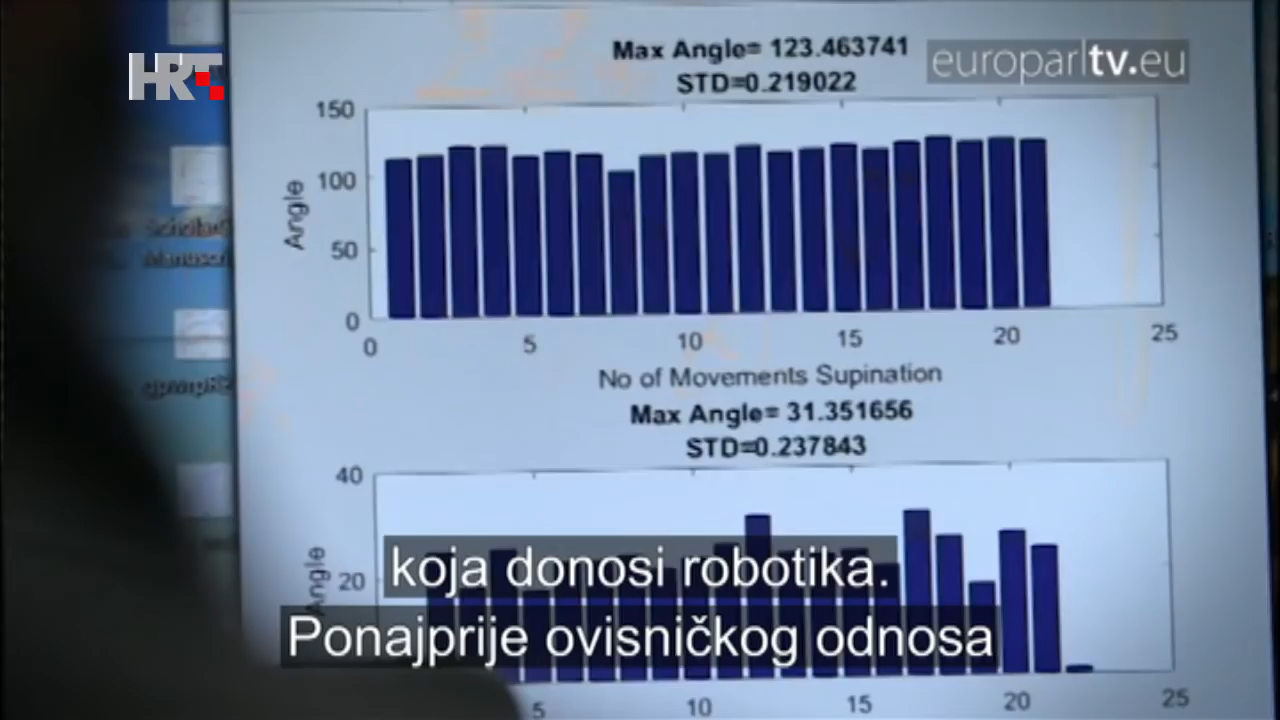 HRT
europarltv.eu
Max Angle= 123.463741
STD=0.219022
150
100
50
0
Angle
0 5 10 15 20 25
No of Movements Supination
Max Angle= 31.351656
STD=0.237843
40
20
Angle
5 10 15 20 25
koja donosi robotika.
Ponajprije ovisničkog odnosa